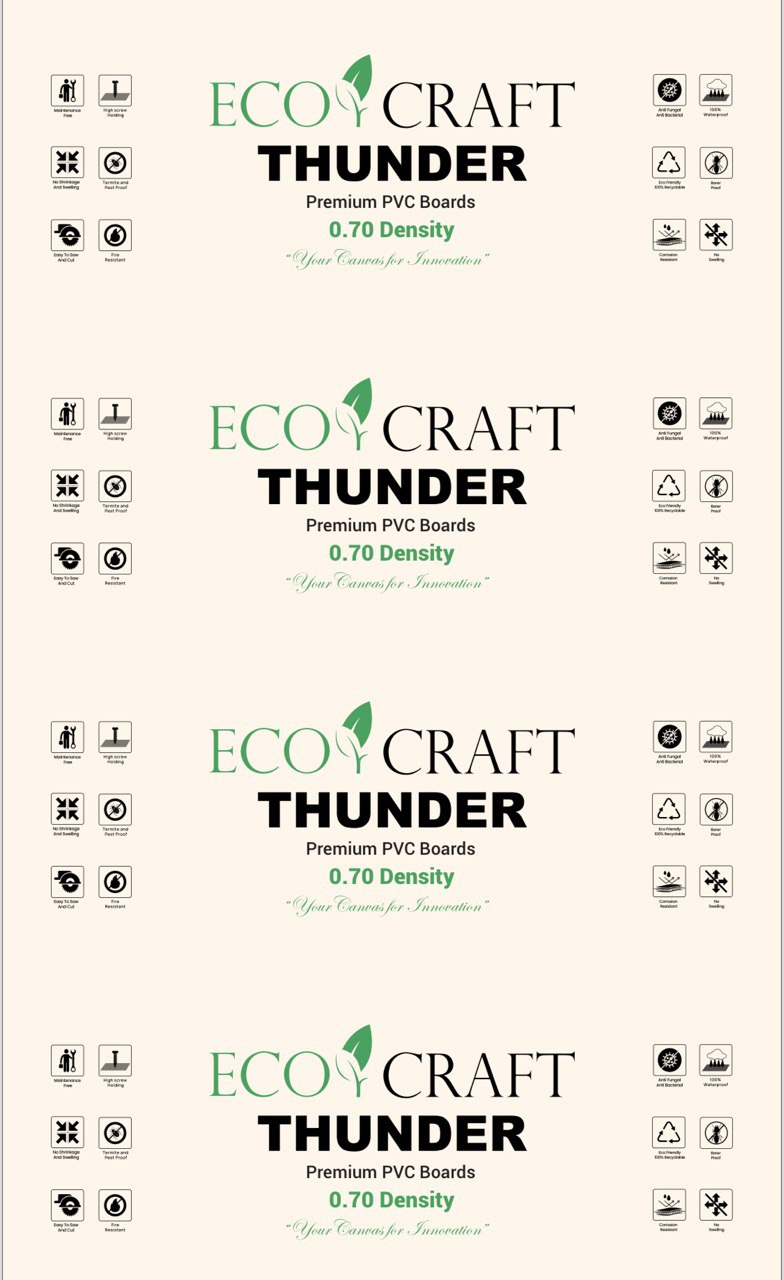 ECO CRAFT
THUNDER
Premium PVC Boards
0.70 Density
"Your Canvas for Innovation"
Maintenance
Free
High screw
Holding
No Shrinkage
And Swelling
Termite and
Pest Proof
Easy To Saw
And Cut
Fire
Resistant
Anti Fungal
Anti Bacterial
100%
Waterproof
Eco Friendly
100% Recyclable
Borer
Proof
Corrosion
Resistant
No
Swelling
ECO CRAFT
THUNDER
Premium PVC Boards
0.70 Density
"Your Canvas for Innovation"
Maintenance
Free
High screw
Holding
No Shrinkage
And Swelling
Termite and
Pest Proof
Easy To Saw
And Cut
Fire
Resistant
Anti Fungal
Anti Bacterial
100%
Waterproof
Eco Friendly
100% Recyclable
Borer
Proof
Corrosion
Resistant
No
Swelling
ECO CRAFT
THUNDER
Premium PVC Boards
0.70 Density
"Your Canvas for Innovation"
Maintenance
Free
High screw
Holding
No Shrinkage
And Swelling
Termite and
Pest Proof
Easy To Saw
And Cut
Fire
Resistant
Anti Fungal
Anti Bacterial
100%
Waterproof
Eco Friendly
100% Recyclable
Borer
Proof
Corrosion
Resistant
No
Swelling
ECO CRAFT
THUNDER
Premium PVC Boards
0.70 Density
"Your Canvas for Innovation"
Maintenance
Free
High screw
Holding
No Shrinkage
And Swelling
Termite and
Pest Proof
Easy To Saw
And Cut
Fire
Resistant
Anti Fungal
Anti Bacterial
100%
Waterproof
Eco Friendly
100% Recyclable
Borer
Proof
Corrosion
Resistant
No
Swelling